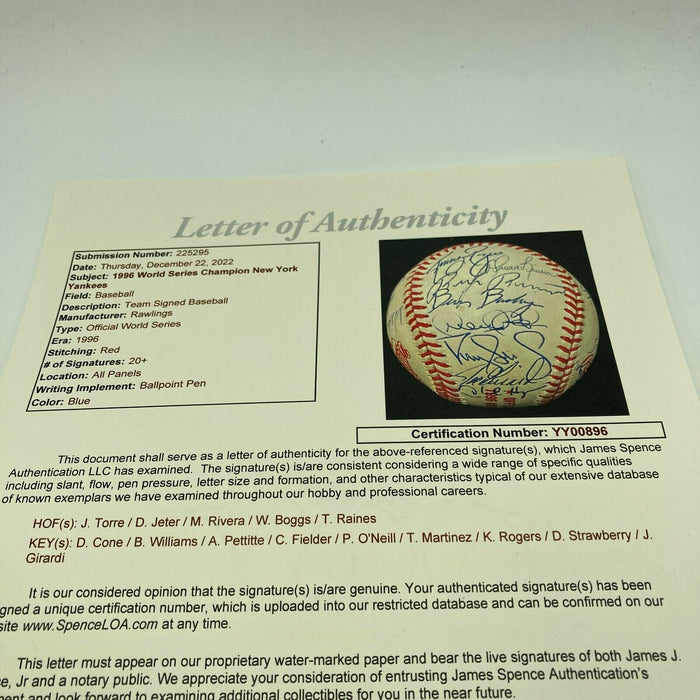 Letter of Authenticity
Submission Number: 225295
Date: Thursday, December 22, 2022
Subject: 1996 World Series Champion New York
Yankees
Field: Baseball
Description: Team Signed Baseball
Manufacturer: Rawlings
Type: Official World Series
Era: 1996
Stitching: Red
# of Signatures: 20+
Location: All Panels
Writing Implement: Ballpoint Pen
Color: Blue
Certification Number: YY00896
This document shall serve as a letter of authenticity for the above-referenced signature(s), which James Spence
Authentication LLC has examined. The signature(s) is/are consistent considering a wide range of specific qualities
including slant, flow, pen pressure, letter size and formation, and other characteristics typical of our extensive database
of known exemplars we have examined throughout our hobby and professional careers.
HOF(s): J. Torre / D. Jeter / M. Rivera / W. Boggs / T. Raines
KEY(s): D. Cone / B. Williams / A. Pettitte / C. Fielder / P. O'Neill / T. Martinez / K. Rogers / D. Strawberry / J.
Girardi
It is our considered opinion that the signature(s) is/are genuine. Your authenticated signature(s) has been
gned a unique certification number, which is uploaded into our restricted database and can be confirmed on our
site www.SpenceLOA.com at any time.
This letter must appear on our proprietary water-marked paper and bear the live signatures of both James J.
e, Jr and a notary public. We appreciate your consideration of entrusting James Spence Authentication's
ment and look forward to examining additional collectibles for you in the near future.